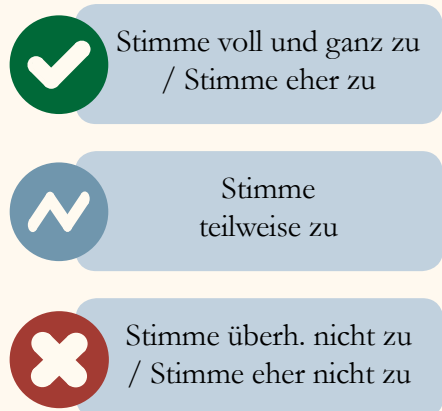 Stimme voll und ganz zu
/ Stimme eher zu
Stimme
teilweise zu
Stimme überh. nicht zu
/ Stimme eher nicht zu